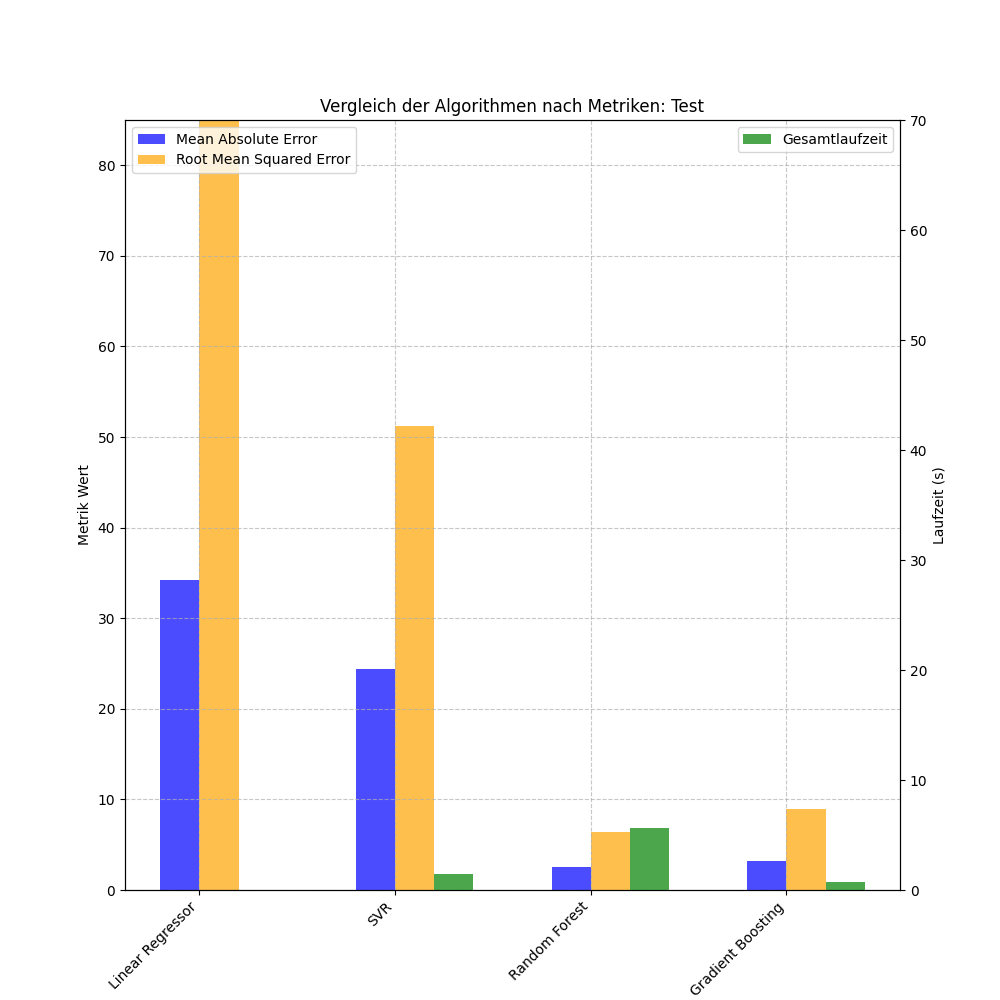 Vergleich der Algorithmen nach Metriken: Test
Mean Absolute Error
Root Mean Squared Error
Gesamtlaufzeit
Metrik Wert
80
70
60
50
40
30
20
10
0
Laufzeit (s)
70
60
50
40
30
20
10
0
Linear Regressor
SVR
Random Forest
Gradient Boosting